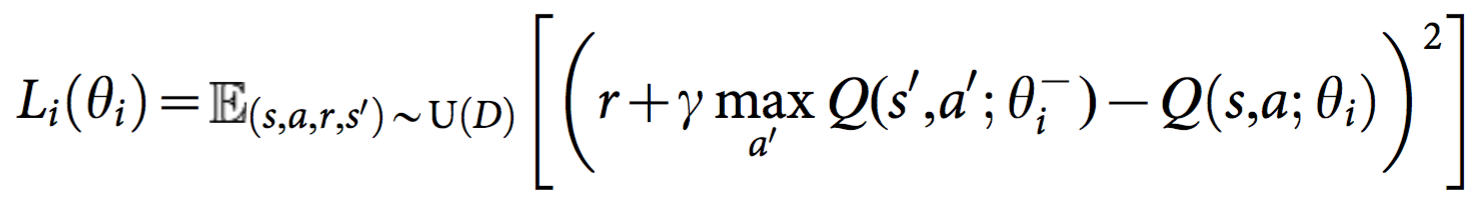 L_i(θ_i) = 𝔼_{(s,a,r,s′)∼U(D)} [ ( r + γ max_{a′} Q(s′,a′; θ_i^−) − Q(s,a; θ_i) )^2 ]